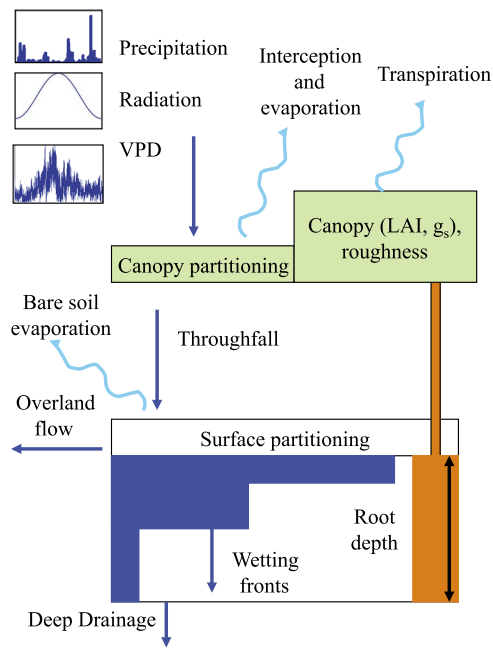 Precipitation
Radiation
VPD
Interception
and
evaporation
Transpiration
Canopy (LAI, gs),
roughness
Canopy partitioning
Bare soil
evaporation
Throughfall
Overland
flow
Surface partitioning
Root
depth
Wetting
fronts
Deep Drainage